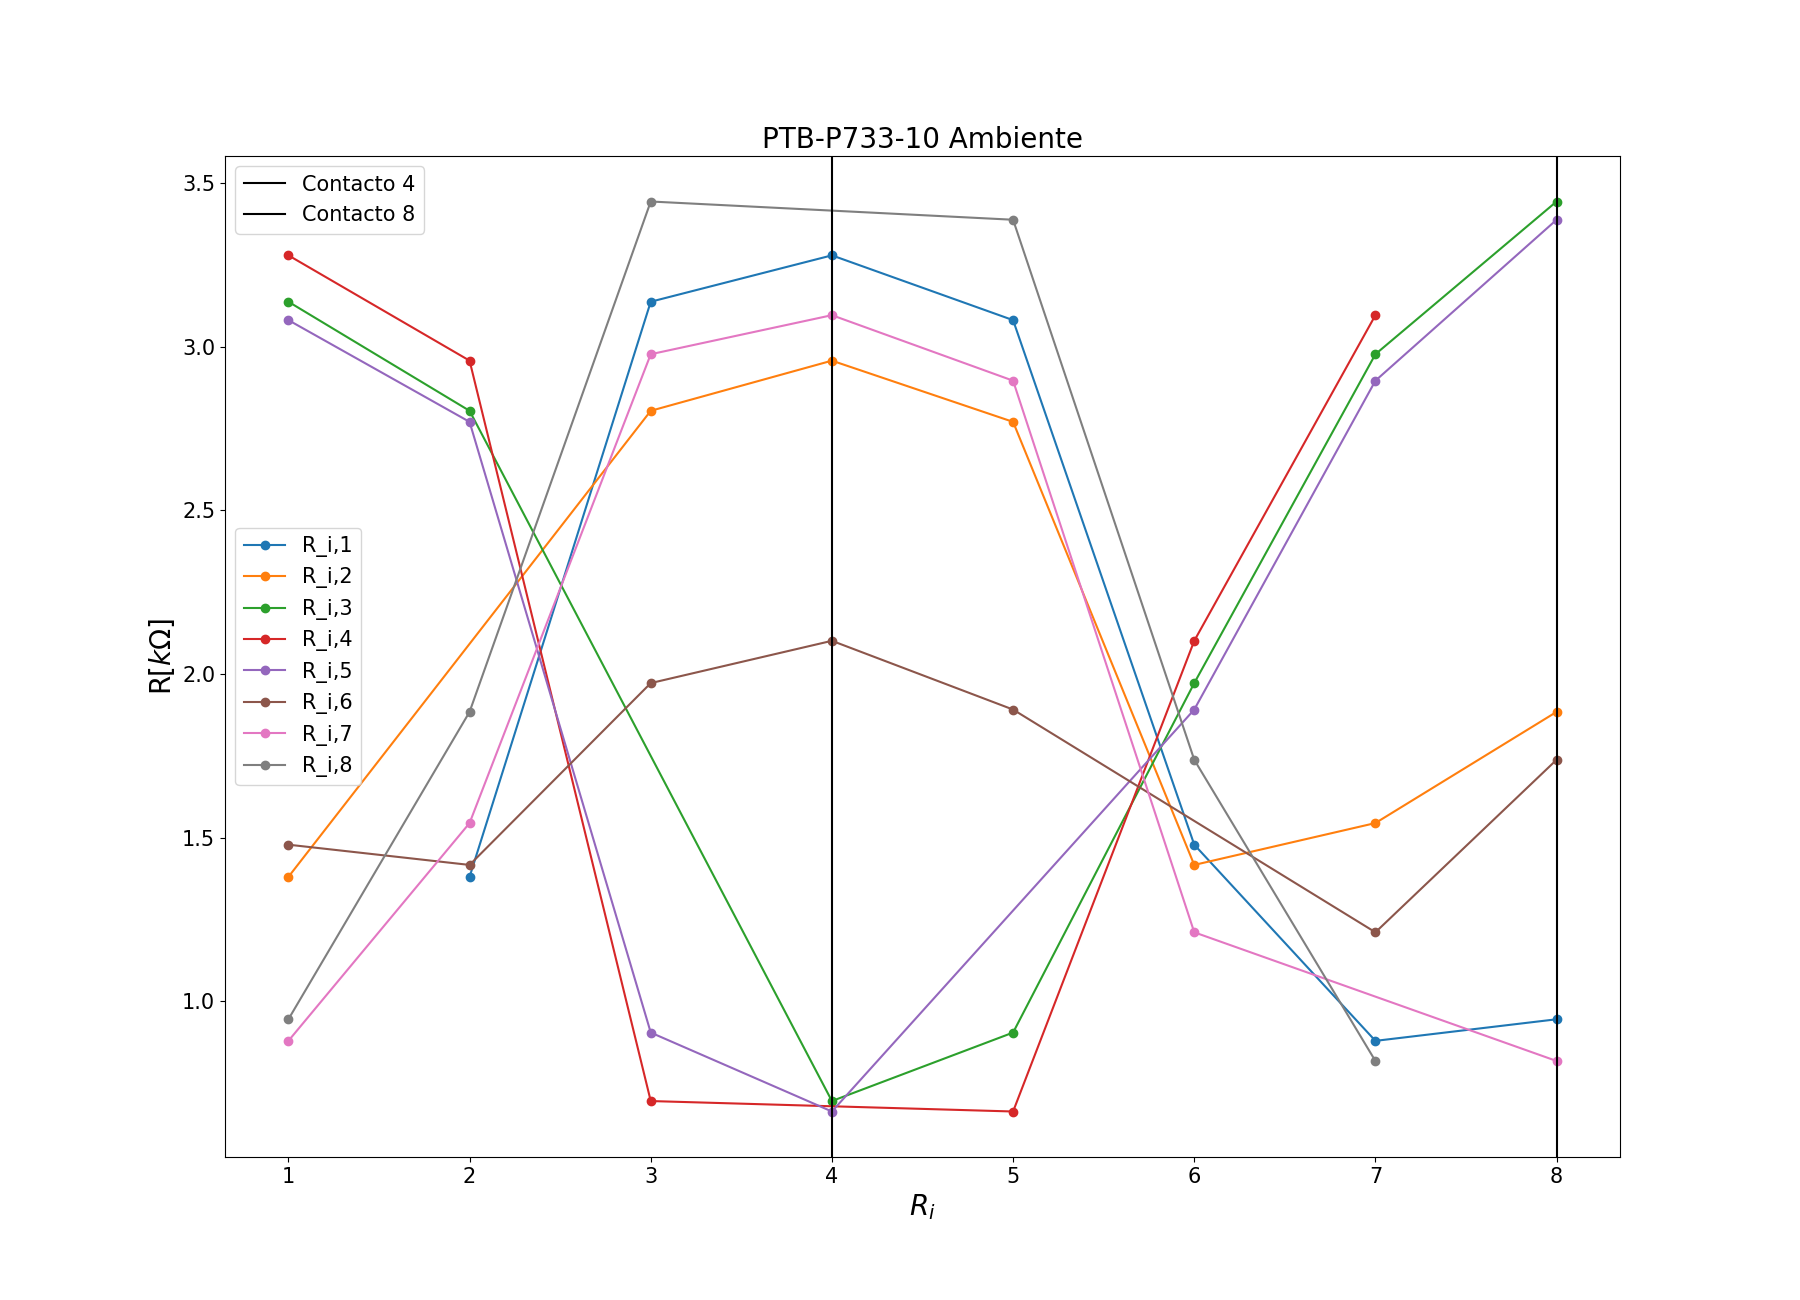 PTB-P733-10 Ambiente
Contacto 4
Contacto 8
3.5
3.0
2.5
2.0
1.5
1.0
R[kΩ]
R_i,1
R_i,2
R_i,3
R_i,4
R_i,5
R_i,6
R_i,7
R_i,8
1 2 3 4 5 6 7 8
R_i